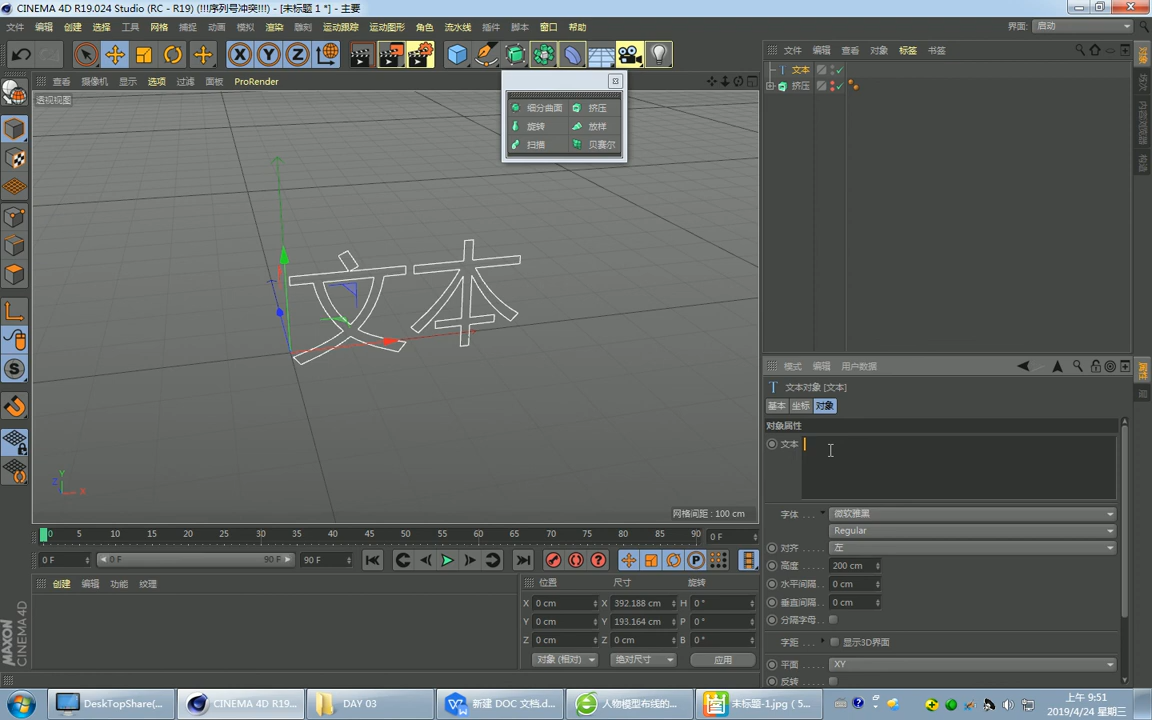 CINEMA 4D R19.024 Studio (RC - R19) (!!!序列号冲突!!!) - [未标题 1 *] - 主要
文件 编辑 创建 选择 工具 网格 捕捉 动画 模拟 渲染 雕刻 运动跟踪 运动图形 角色 流水线 插件 脚本 窗口 帮助 界面: 启动
X Y Z
文件 编辑 查看 对象 标签 书签
查看 摄像机 显示 选项 过滤 面板 ProRender
透视视图
细分曲面 挤压
旋转 放样
扫描 贝赛尔
文本
挤压
对象
场次
内容浏览器
构造
文本
Y
Z X
网格间距 : 100 cm
模式 编辑 用户数据
文本对象 [文本]
基本 坐标 对象
对象属性
文本
字体 微软雅黑
Regular
对齐 左
高度 200 cm
水平间隔 0 cm
垂直间隔 0 cm
分隔字母
字距 显示3D界面
平面 XY
反转
属性
层
S
0 5 10 15 20 25 30 35 40 45 50 55 60 65 70 75 80 85 90 0 F
0 F 0 F 90 F 90 F
P
创建 编辑 功能 纹理
位置 尺寸 旋转
X 0 cm X 392.188 cm H 0 °
Y 0 cm Y 193.164 cm P 0 °
Z 0 cm Z 0 cm B 0 °
对象 (相对) 绝对尺寸 应用
MAXON CINEMA 4D
DeskTopShare(... CINEMA 4D R19... DAY 03 新建 DOC 文档.d... 人物模型布线的... 未标题-1.jpg ( 5...
上午 9:51
2019/4/24 星期三